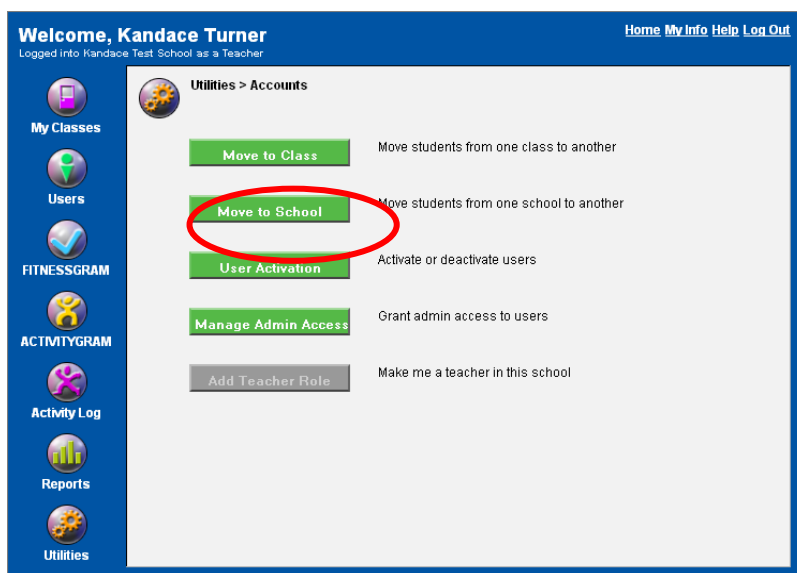 Welcome, Kandace Turner
Home My Info Help Log Out
Logged into Kandace Test School as a Teacher
Utilities > Accounts
My Classes
Move to Class
Move students from one class to another
Users
Move to School
Move students from one school to another
FITNESSGRAM
User Activation
Activate or deactivate users
ACTIVITYGRAM
Manage Admin Access
Grant admin access to users
Activity Log
Add Teacher Role
Make me a teacher in this school
Reports
Utilities